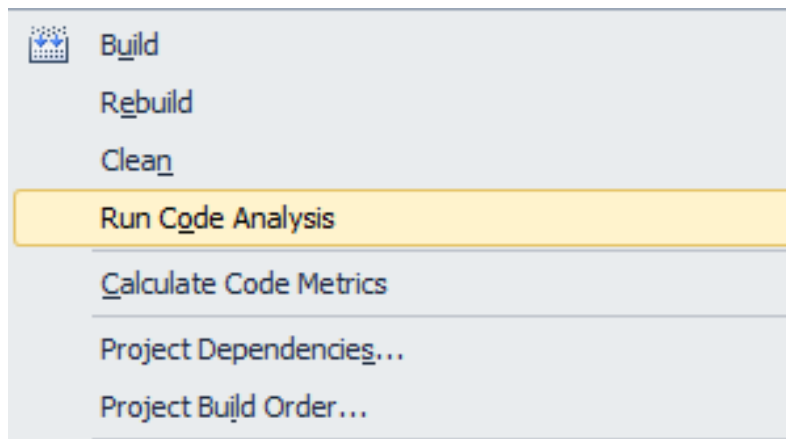 Build
Rebuild
Clean
Run Code Analysis
Calculate Code Metrics
Project Dependencies...
Project Build Order...